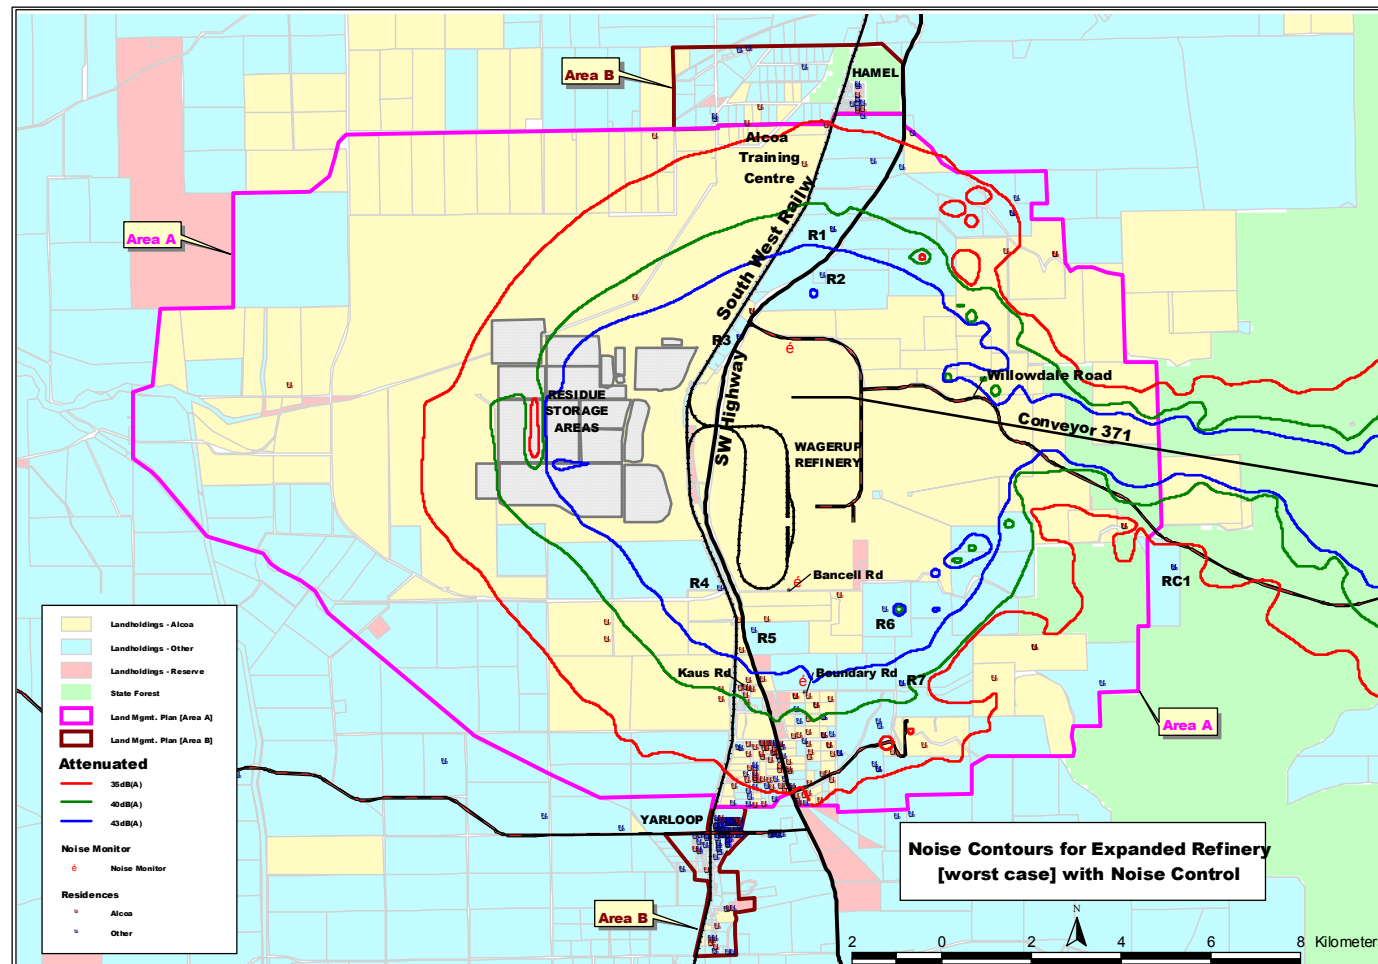 Area B
HAMEL
Alcoa
Training
Centre
Area A
South West Railw
R1
R2
R3
é
RESIDUE
STORAGE
AREAS
Willowdale Road
Conveyor 371
SW Highway
WAGERUP
REFINERY
é
Bancell Rd
R4
RC1
R6
R5
Kaus Rd
é
Boundary Rd
R7
Area A
Landholdings - Alcoa
Landholdings - Other
Landholdings - Reserve
State Forest
Land Mgmt. Plan [Area A]
Land Mgmt. Plan [Area B]
Attenuated
35dB(A)
40dB(A)
43dB(A)
Noise Monitor
é Noise Monitor
Residences
Alcoa
Other
YARLOOP
Area B
Noise Contours for Expanded Refinery
[worst case] with Noise Control
N
2 0 2 4 6 8 Kilometer